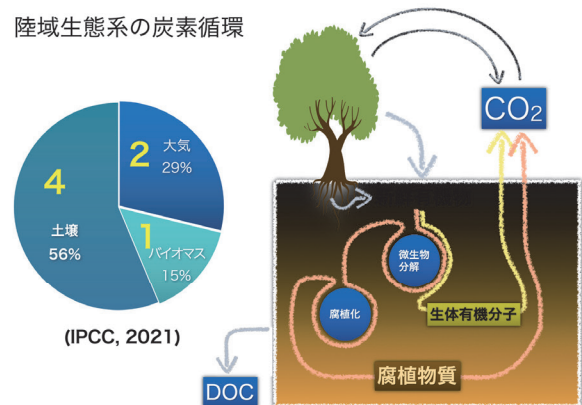 陸域生態系の炭素循環
2
大気
29%
4
土壌
56%
1
バイオマス
15%
(IPCC, 2021)
CO₂
微生物
分解
腐植化
生体有機分子
腐植物質
DOC